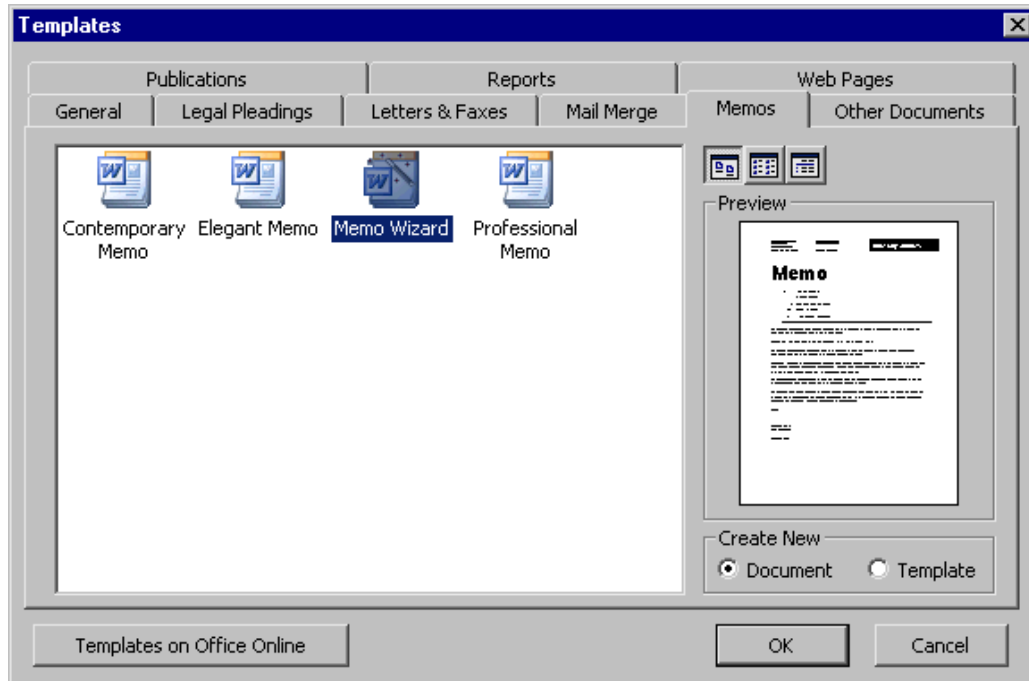 Templates
Publications Reports Web Pages
General Legal Pleadings Letters & Faxes Mail Merge Memos Other Documents
Contemporary Memo
Elegant Memo
Memo Wizard
Professional Memo
Preview
Memo
Create New
Document Template
Templates on Office Online OK Cancel